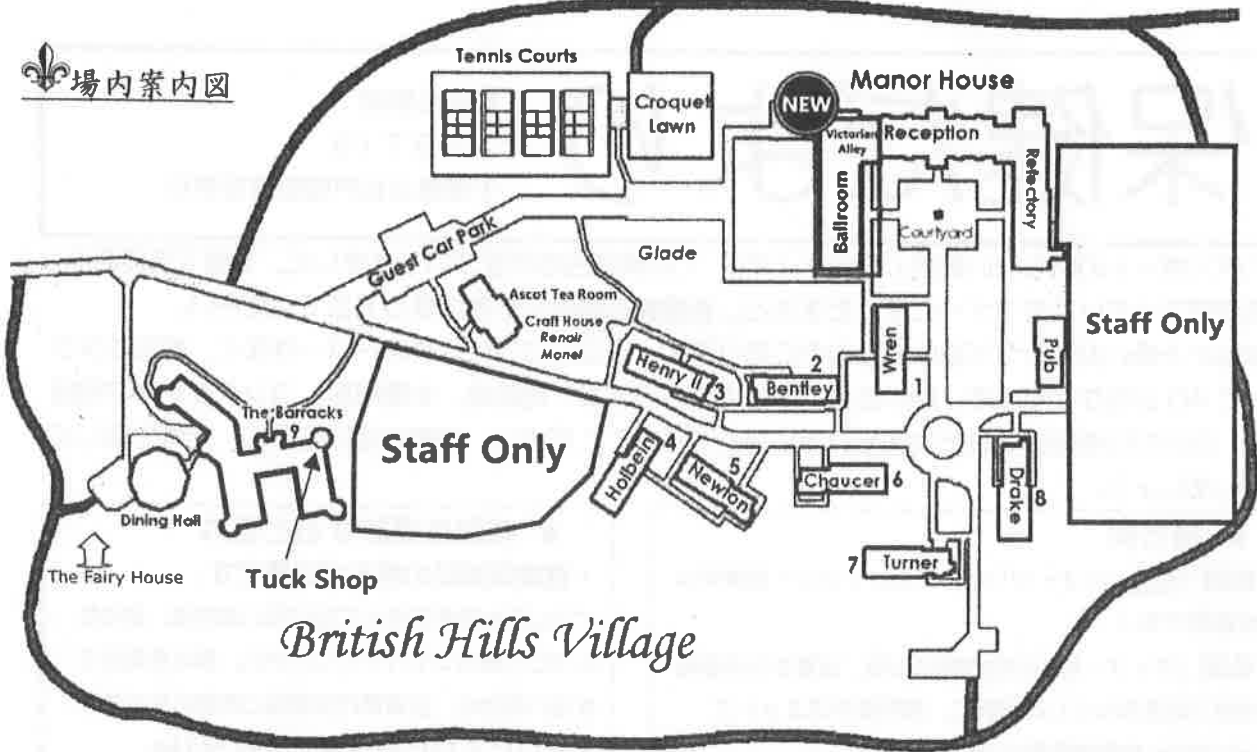 場内案内図
Tennis Courts
Croquet
Lawn
NEW
Manor House
Victorian
Alley
Reception
Refectory
Ballroom
Courtyard
Guest Car Park
Glade
Ascot Tea Room
Craft House
Renoir
Monet
Staff Only
Pub
Wren
1
2
Bentley
Henry II
3
The Barracks
9
Staff Only
Holbein
4
5
Newton
Chaucer
6
Drake
8
7
Turner
Dining Hall
The Fairy House
Tuck Shop
British Hills Village